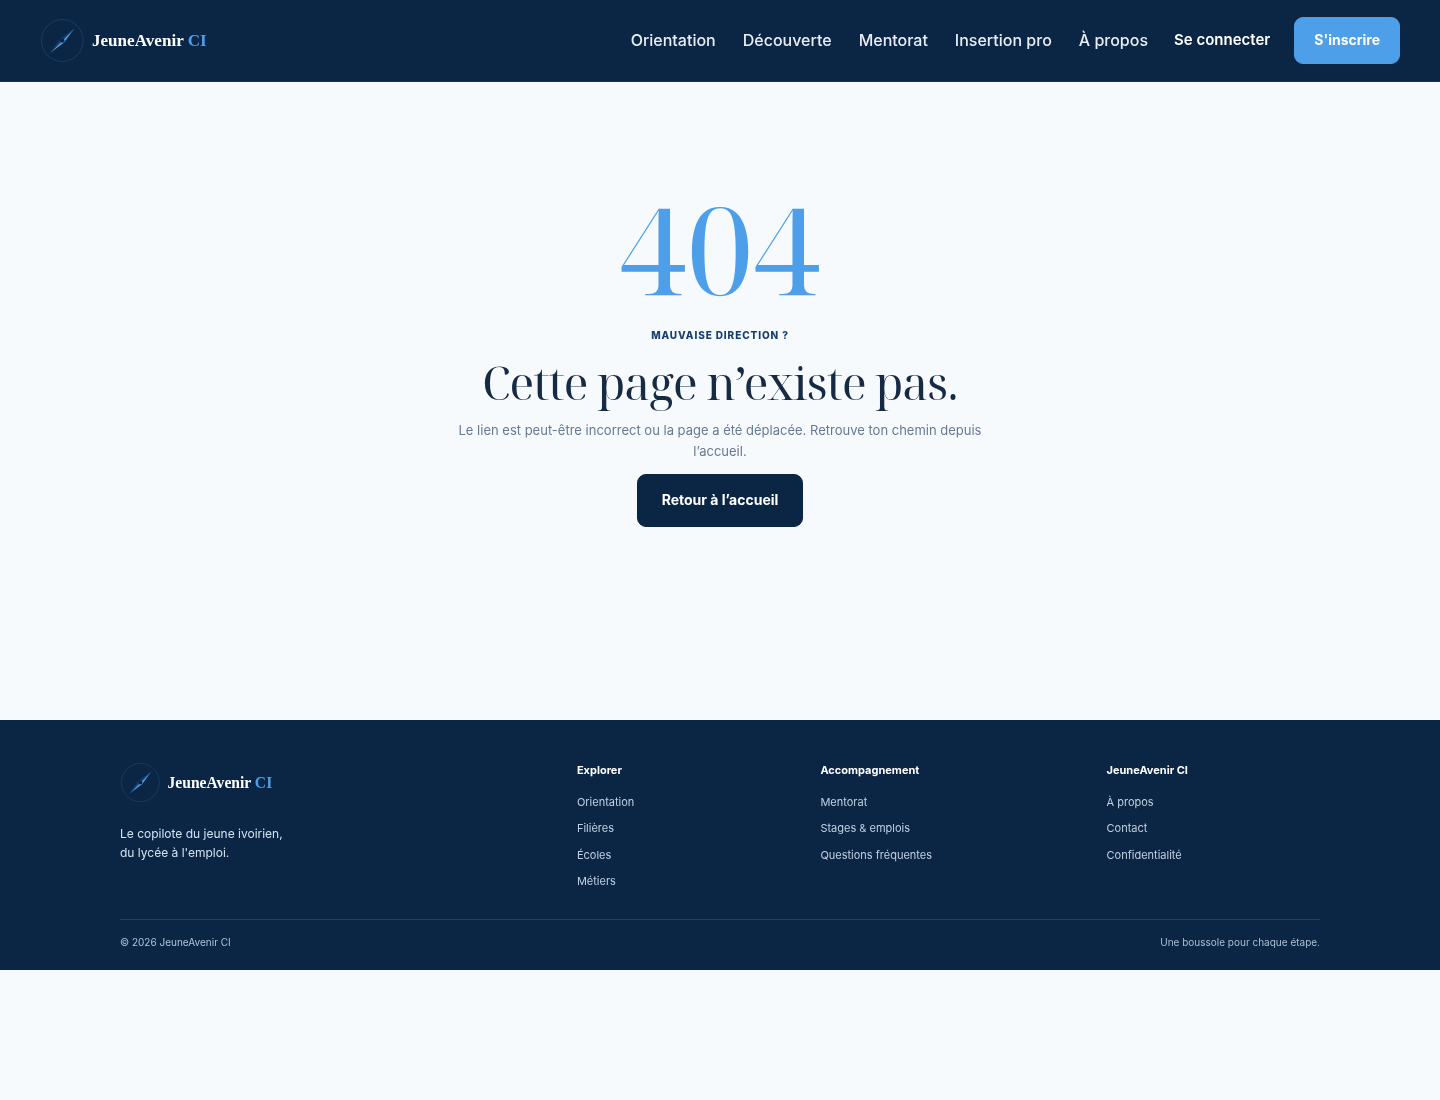 JeuneAvenir CI
Orientation
Découverte
Mentorat
Insertion pro
À propos
Se connecter
S'inscrire
404
MAUVAISE DIRECTION ?
Cette page n’existe pas.
Le lien est peut-être incorrect ou la page a été déplacée. Retrouve ton chemin depuis
l’accueil.
Retour à l’accueil
JeuneAvenir CI
Le copilote du jeune ivoirien,
du lycée à l'emploi.
Explorer
Orientation
Filières
Écoles
Métiers
Accompagnement
Mentorat
Stages & emplois
Questions fréquentes
JeuneAvenir CI
À propos
Contact
Confidentialité
© 2026 JeuneAvenir CI
Une boussole pour chaque étape.